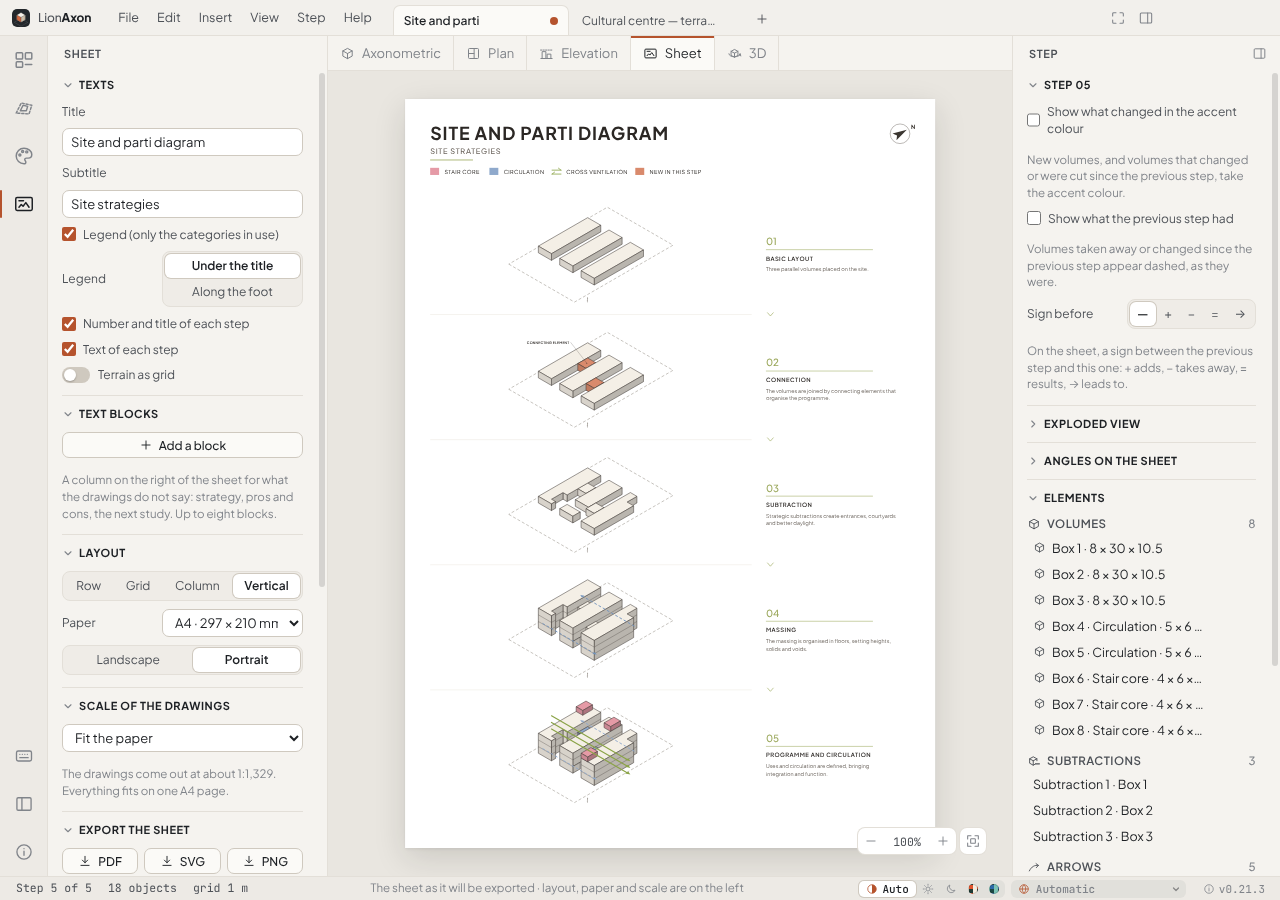 LionAxon
File Edit Insert View Step Help
Site and parti
Cultural centre — terra...
SHEET
TEXTS
Title
Site and parti diagram
Subtitle
Site strategies
Legend (only the categories in use)
Legend
Under the title
Along the foot
Number and title of each step
Text of each step
Terrain as grid
TEXT BLOCKS
Add a block
A column on the right of the sheet for what
the drawings do not say: strategy, pros and
cons, the next study. Up to eight blocks.
LAYOUT
Row Grid Column Vertical
Paper
A4 · 297 × 210 mm
Landscape Portrait
SCALE OF THE DRAWINGS
Fit the paper
The drawings come out at about 1:1,329.
Everything fits on one A4 page.
EXPORT THE SHEET
PDF SVG PNG
Axonometric Plan Elevation Sheet 3D
SITE AND PARTI DIAGRAM
SITE STRATEGIES
N
STAIR CORE CIRCULATION CROSS VENTILATION NEW IN THIS STEP
01
BASIC LAYOUT
Three parallel volumes placed on the site.
CONNECTING ELEMENT
02
CONNECTION
The volumes are joined by connecting elements that
organise the programme.
03
SUBTRACTION
Strategic subtractions create entrances, courtyards
and better daylight.
04
MASSING
The massing is organised in floors, setting heights,
solids and voids.
05
PROGRAMME AND CIRCULATION
Uses and circulation are defined, bringing
integration and function.
− 100% +
STEP
STEP 05
Show what changed in the accent
colour
New volumes, and volumes that changed
or were cut since the previous step, take
the accent colour.
Show what the previous step had
Volumes taken away or changed since the
previous step appear dashed, as they
were.
Sign before
— + − = →
On the sheet, a sign between the previous
step and this one: + adds, − takes away, =
results, → leads to.
EXPLODED VIEW
ANGLES ON THE SHEET
ELEMENTS
VOLUMES 8
Box 1 · 8 × 30 × 10.5
Box 2 · 8 × 30 × 10.5
Box 3 · 8 × 30 × 10.5
Box 4 · Circulation · 5 × 6 ...
Box 5 · Circulation · 5 × 6 ...
Box 6 · Stair core · 4 × 6 ×...
Box 7 · Stair core · 4 × 6 × ...
Box 8 · Stair core · 4 × 6 ×...
SUBTRACTIONS 3
Subtraction 1 · Box 1
Subtraction 2 · Box 2
Subtraction 3 · Box 3
ARROWS 5
Step 5 of 5 18 objects grid 1 m
The sheet as it will be exported · layout, paper and scale are on the left
Auto
Automatic
v0.21.3